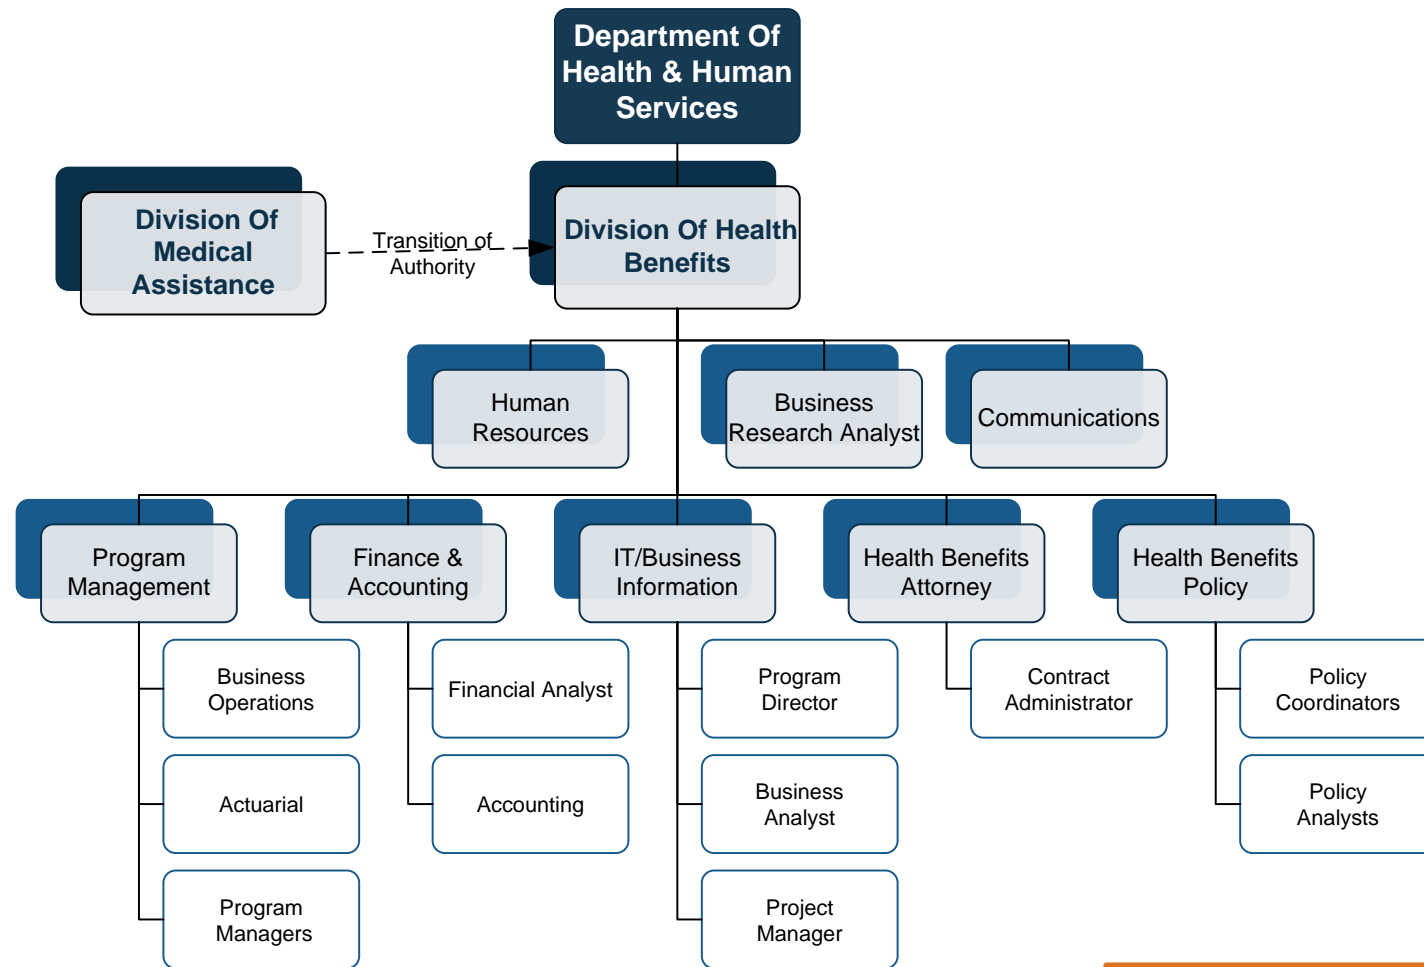 Department Of
Health & Human
Services
Division Of
Medical
Assistance
Transition of
Authority
Division Of Health
Benefits
Human
Resources
Business
Research Analyst
Communications
Program
Management
Finance &
Accounting
IT/Business
Information
Health Benefits
Attorney
Health Benefits
Policy
Business
Operations
Financial Analyst
Program
Director
Contract
Administrator
Policy
Coordinators
Actuarial
Accounting
Business
Analyst
Policy
Analysts
Program
Managers
Project
Manager